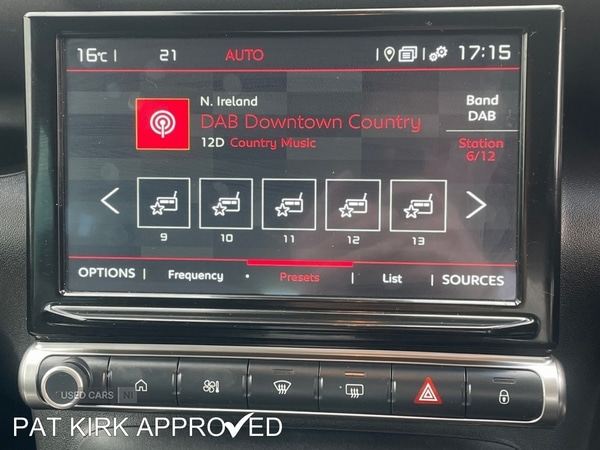 16°C 21 AUTO 17:15
N. Ireland
DAB Downtown Country
12D Country Music
Band
DAB
Station
6/12
9 10 11 12 13
OPTIONS Frequency Presets List SOURCES
USED CARS NI
PAT KIRK APPROVED